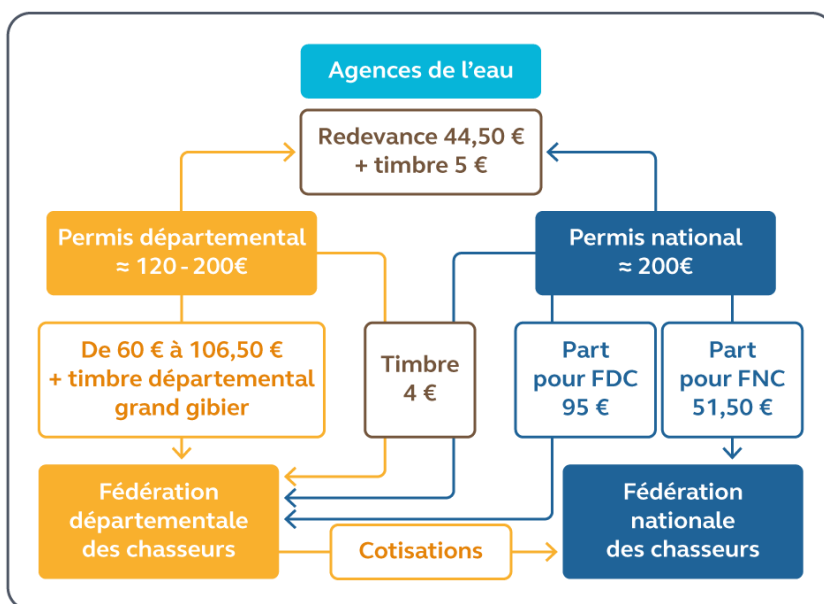 Agences de l’eau
Redevance 44,50 €
+ timbre 5 €
Permis départemental
≈ 120 - 200€
Permis national
≈ 200€
De 60 € à 106,50 €
+ timbre départemental
grand gibier
Timbre
4 €
Part
pour FDC
95 €
Part
pour FNC
51,50 €
Fédération
départementale
des chasseurs
Cotisations
Fédération
nationale
des chasseurs